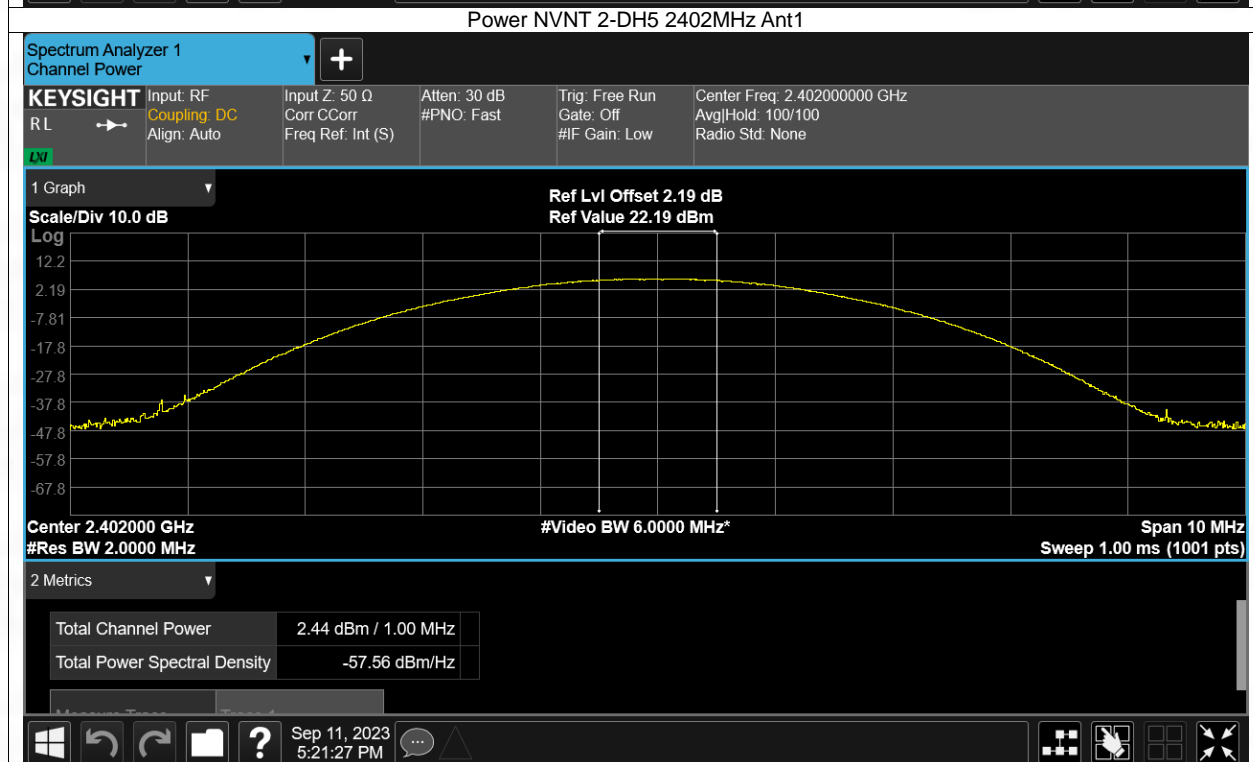 Power NVNT 2-DH5 2402MHz Ant1
Spectrum Analyzer 1
Channel Power
+
KEYSIGHT
R L
LXI
Input: RF
Coupling: DC
Align: Auto
Input Z: 50 Ω
Corr CCorr
Freq Ref: Int (S)
Atten: 30 dB
#PNO: Fast
Trig: Free Run
Gate: Off
#IF Gain: Low
Center Freq: 2.402000000 GHz
Avg|Hold: 100/100
Radio Std: None
1 Graph
Scale/Div 10.0 dB
Log
Ref Lvl Offset 2.19 dB
Ref Value 22.19 dBm
12.2
2.19
-7.81
-17.8
-27.8
-37.8
-47.8
-57.8
-67.8
Center 2.402000 GHz
#Res BW 2.0000 MHz
#Video BW 6.0000 MHz*
Span 10 MHz
Sweep 1.00 ms (1001 pts)
2 Metrics
Total Channel Power 2.44 dBm / 1.00 MHz
Total Power Spectral Density -57.56 dBm/Hz
?
Sep 11, 2023
5:21:27 PM